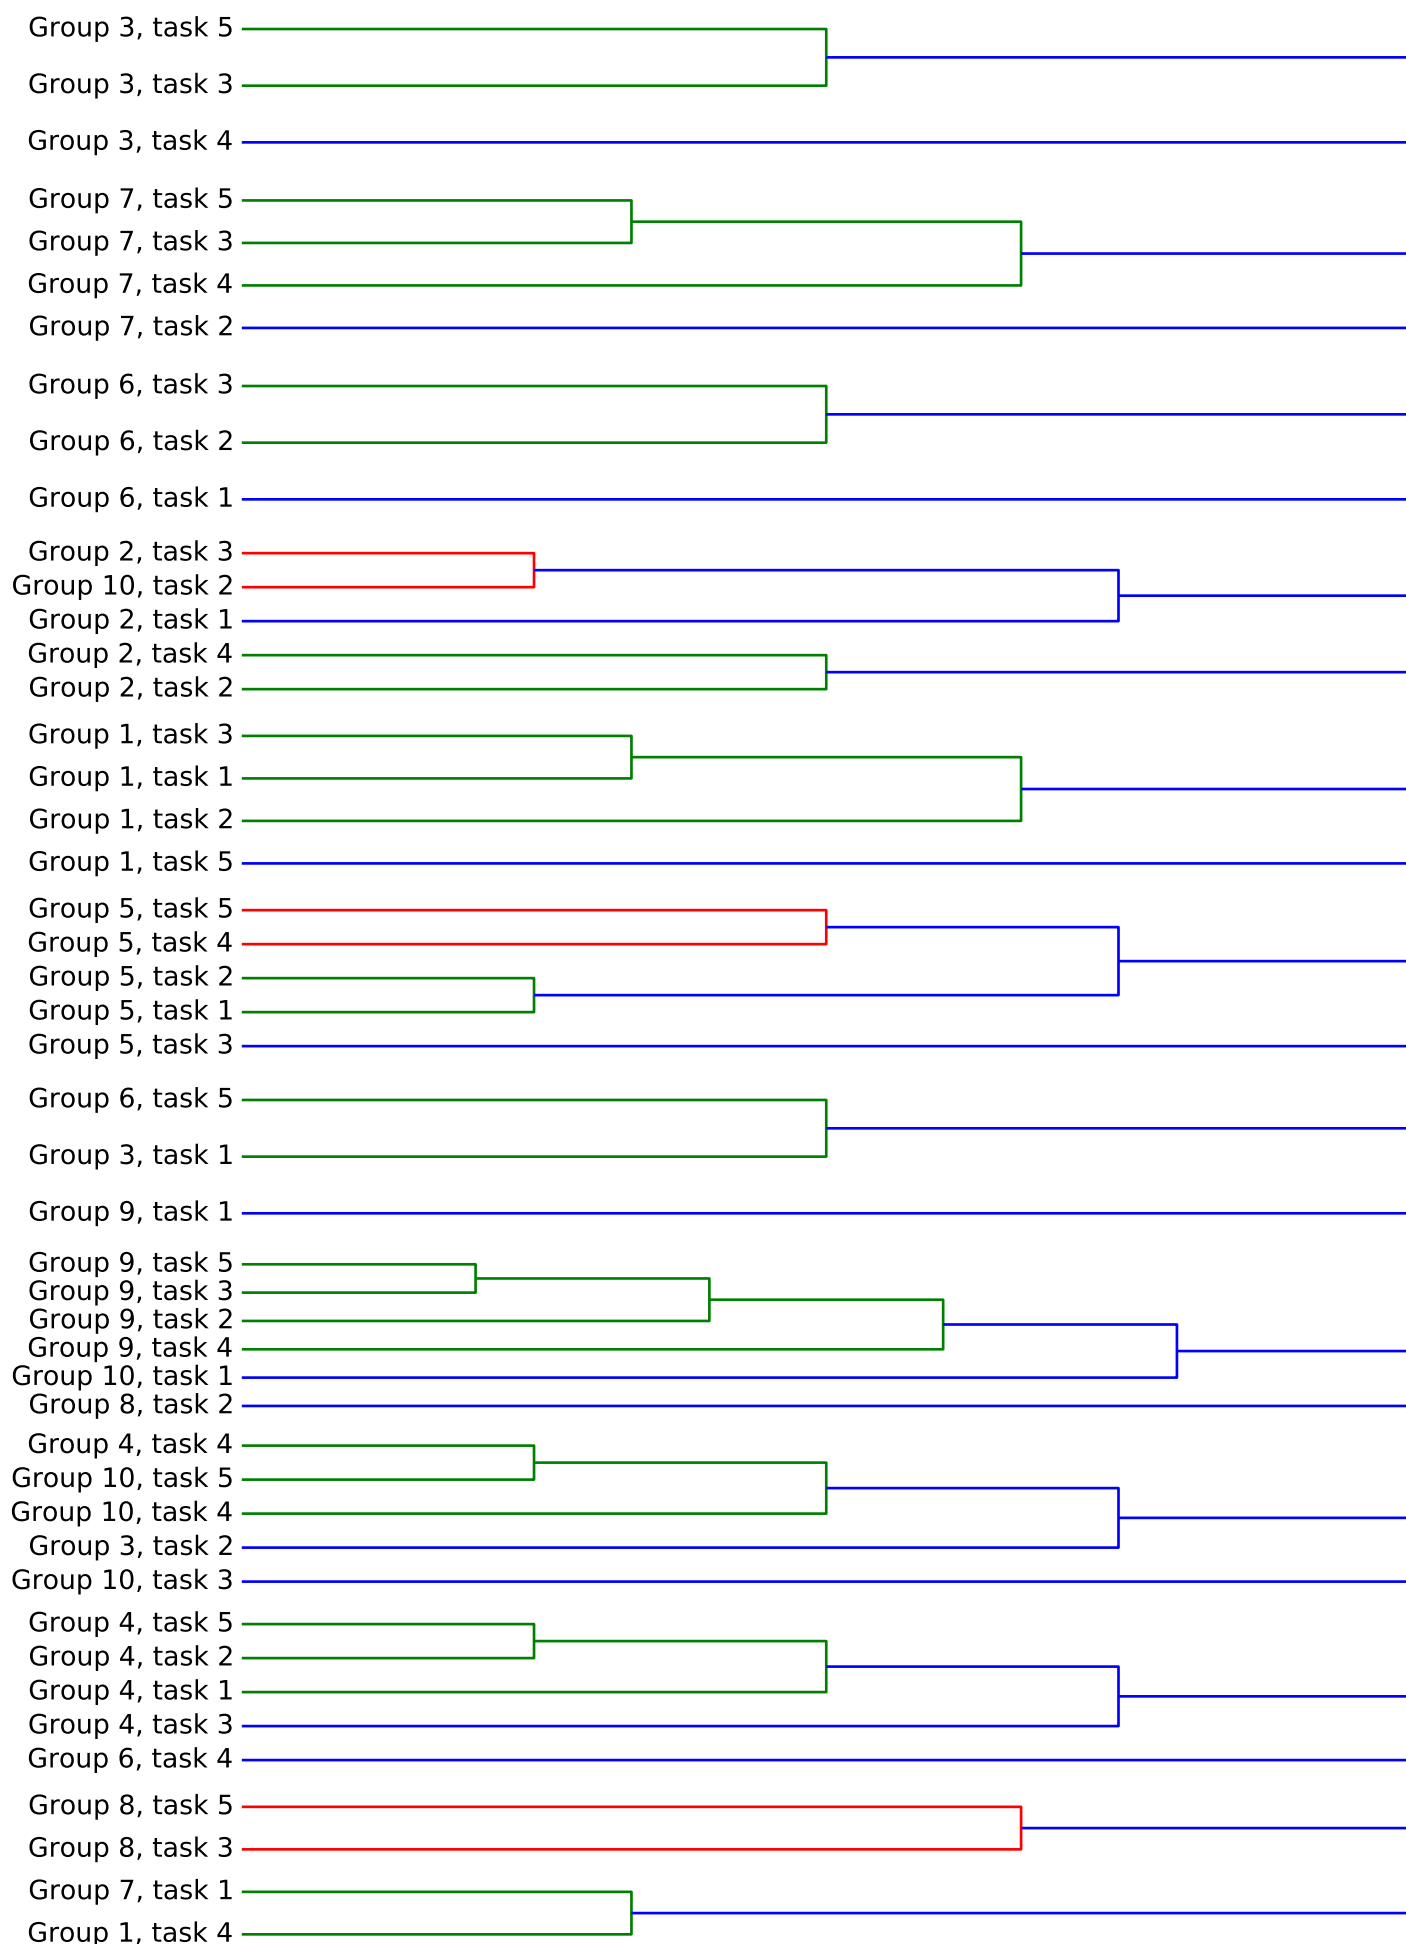 Group 3, task 5
Group 3, task 3
Group 3, task 4
Group 7, task 5
Group 7, task 3
Group 7, task 4
Group 7, task 2
Group 6, task 3
Group 6, task 2
Group 6, task 1
Group 2, task 3
Group 10, task 2
Group 2, task 1
Group 2, task 4
Group 2, task 2
Group 1, task 3
Group 1, task 1
Group 1, task 2
Group 1, task 5
Group 5, task 5
Group 5, task 4
Group 5, task 2
Group 5, task 1
Group 5, task 3
Group 6, task 5
Group 3, task 1
Group 9, task 1
Group 9, task 5
Group 9, task 3
Group 9, task 2
Group 9, task 4
Group 10, task 1
Group 8, task 2
Group 4, task 4
Group 10, task 5
Group 10, task 4
Group 3, task 2
Group 10, task 3
Group 4, task 5
Group 4, task 2
Group 4, task 1
Group 4, task 3
Group 6, task 4
Group 8, task 5
Group 8, task 3
Group 7, task 1
Group 1, task 4